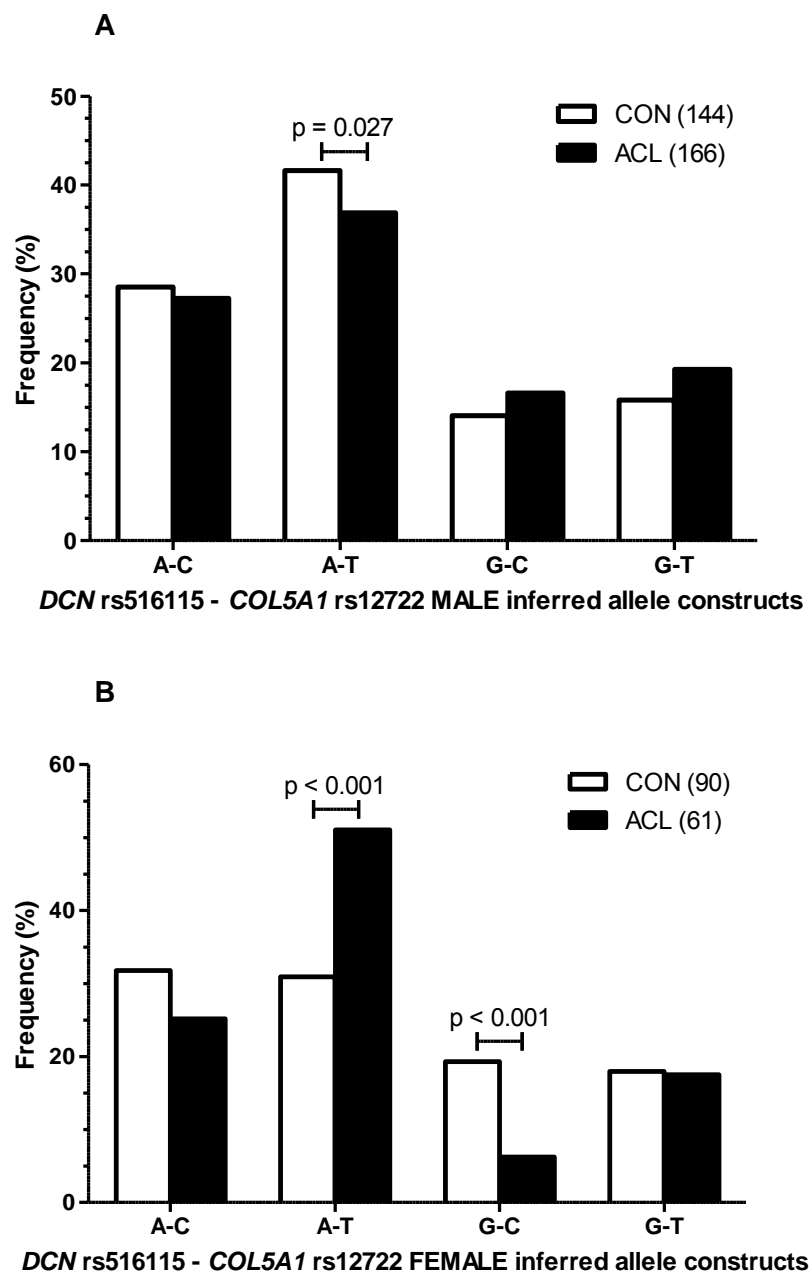 A
50
40
30
20
10
0
Frequency (%)
p = 0.027
CON (144)
ACL (166)
A-C A-T G-C G-T
DCN rs516115 - COL5A1 rs12722 MALE inferred allele constructs
B
60
40
20
0
Frequency (%)
p < 0.001
p < 0.001
CON (90)
ACL (61)
A-C A-T G-C G-T
DCN rs516115 - COL5A1 rs12722 FEMALE inferred allele constructs